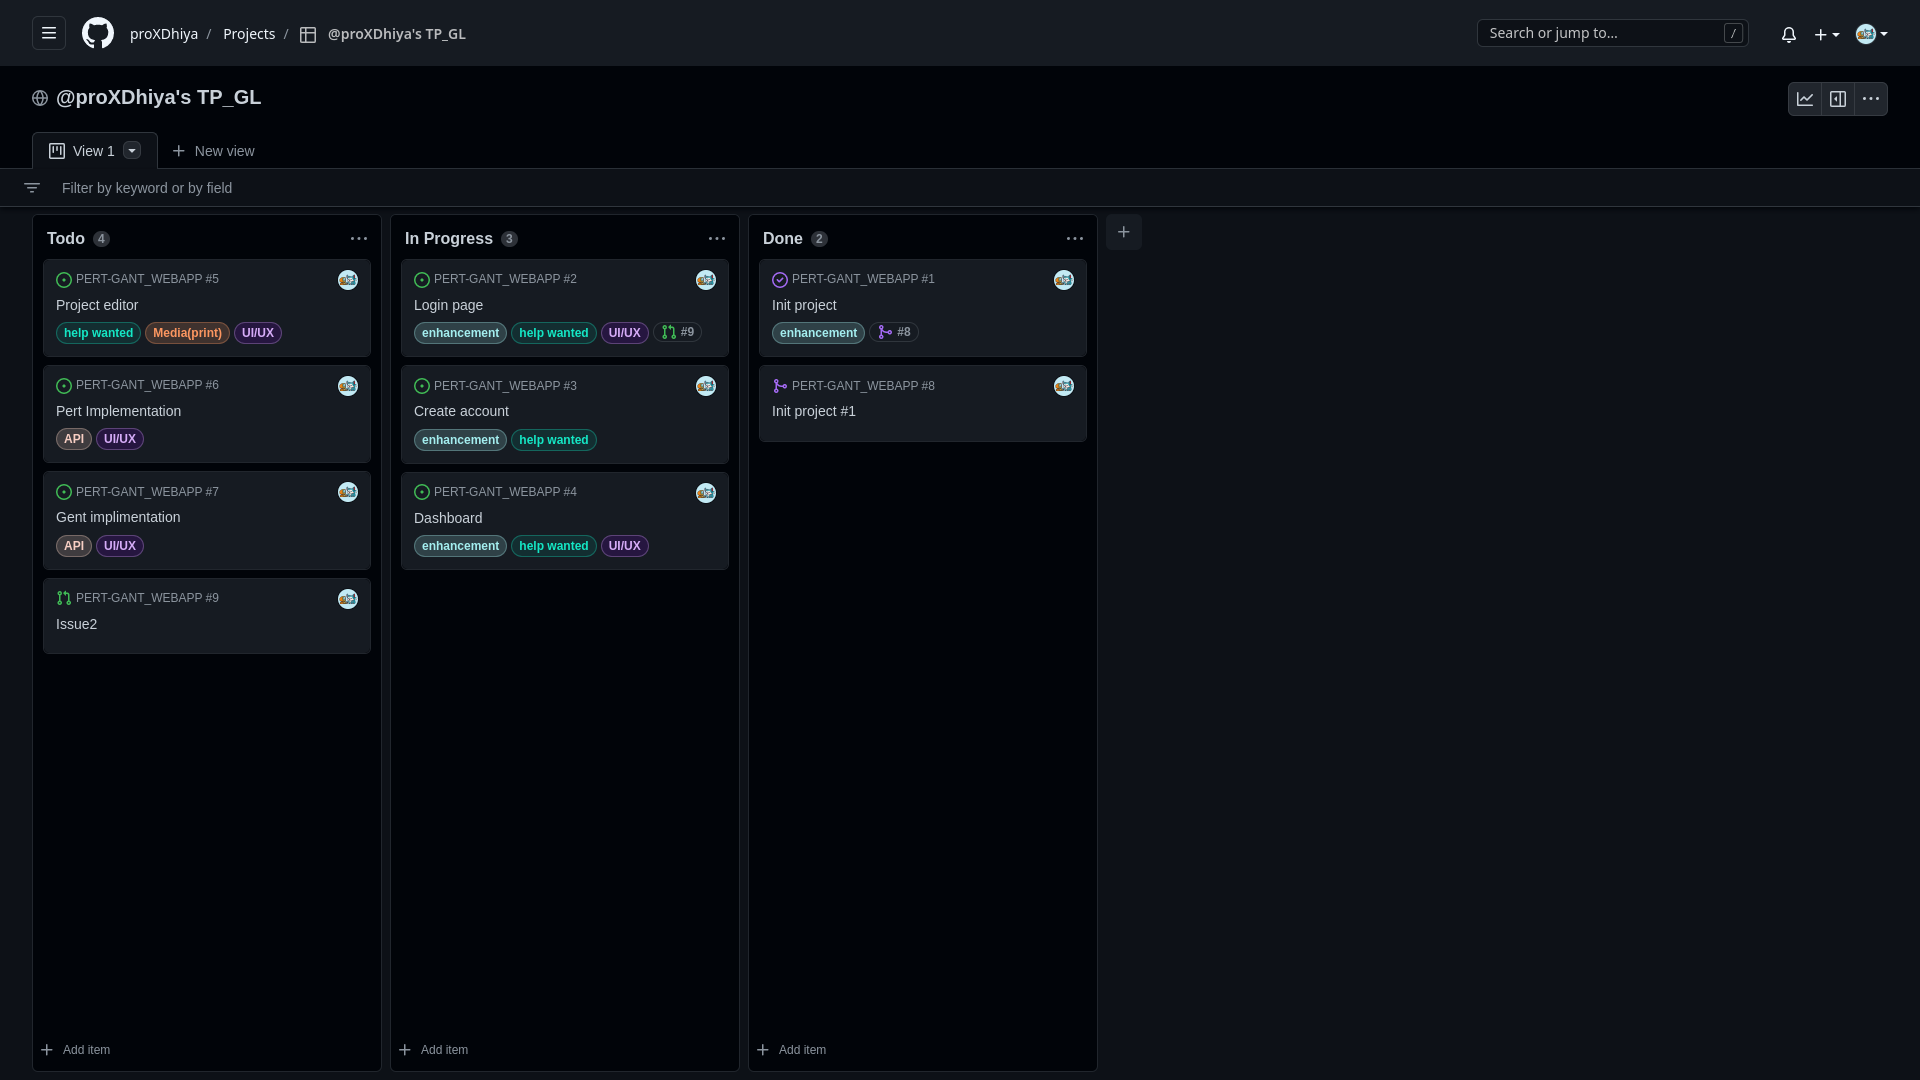 proXDhiya / Projects / @proXDhiya's TP_GL
Search or jump to... /
@proXDhiya's TP_GL
View 1
New view
Filter by keyword or by field
Todo 4
PERT-GANT_WEBAPP #5
Project editor
help wanted Media(print) UI/UX
PERT-GANT_WEBAPP #6
Pert Implementation
API UI/UX
PERT-GANT_WEBAPP #7
Gent implimentation
API UI/UX
PERT-GANT_WEBAPP #9
Issue2
Add item
In Progress 3
PERT-GANT_WEBAPP #2
Login page
enhancement help wanted UI/UX #9
PERT-GANT_WEBAPP #3
Create account
enhancement help wanted
PERT-GANT_WEBAPP #4
Dashboard
enhancement help wanted UI/UX
Add item
Done 2
PERT-GANT_WEBAPP #1
Init project
enhancement #8
PERT-GANT_WEBAPP #8
Init project #1
Add item